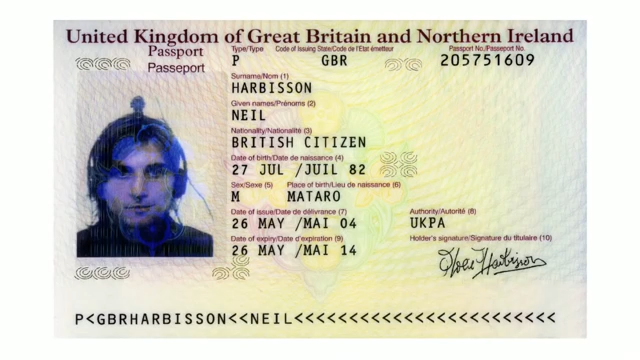 United Kingdom of Great Britain and Northern Ireland
Passport
Passeport
Type/Type Code of issuing State/Code de l'Etat émetteur Passport No./Passeport No.
P GBR 205751609
Surname/Nom (1)
HARBISSON
Given names/Prénoms (2)
NEIL
Nationality/Nationalité (3)
BRITISH CITIZEN
Date of birth/Date de naissance (4)
27 JUL /JUIL 82
Sex/Sexe (5) Place of birth/Lieu de naissance (6)
M MATARO
Date of issue/Date de délivrance (7) Authority/Autorité (8)
26 MAY /MAI 04 UKPA
Date of expiry/Date d'expiration (9) Holder's signature/Signature du titulaire (10)
26 MAY /MAI 14 Neil Harbisson
P<GBRHARBISSON<<NEIL<<<<<<<<<<<<<<<<<<<<<<<<